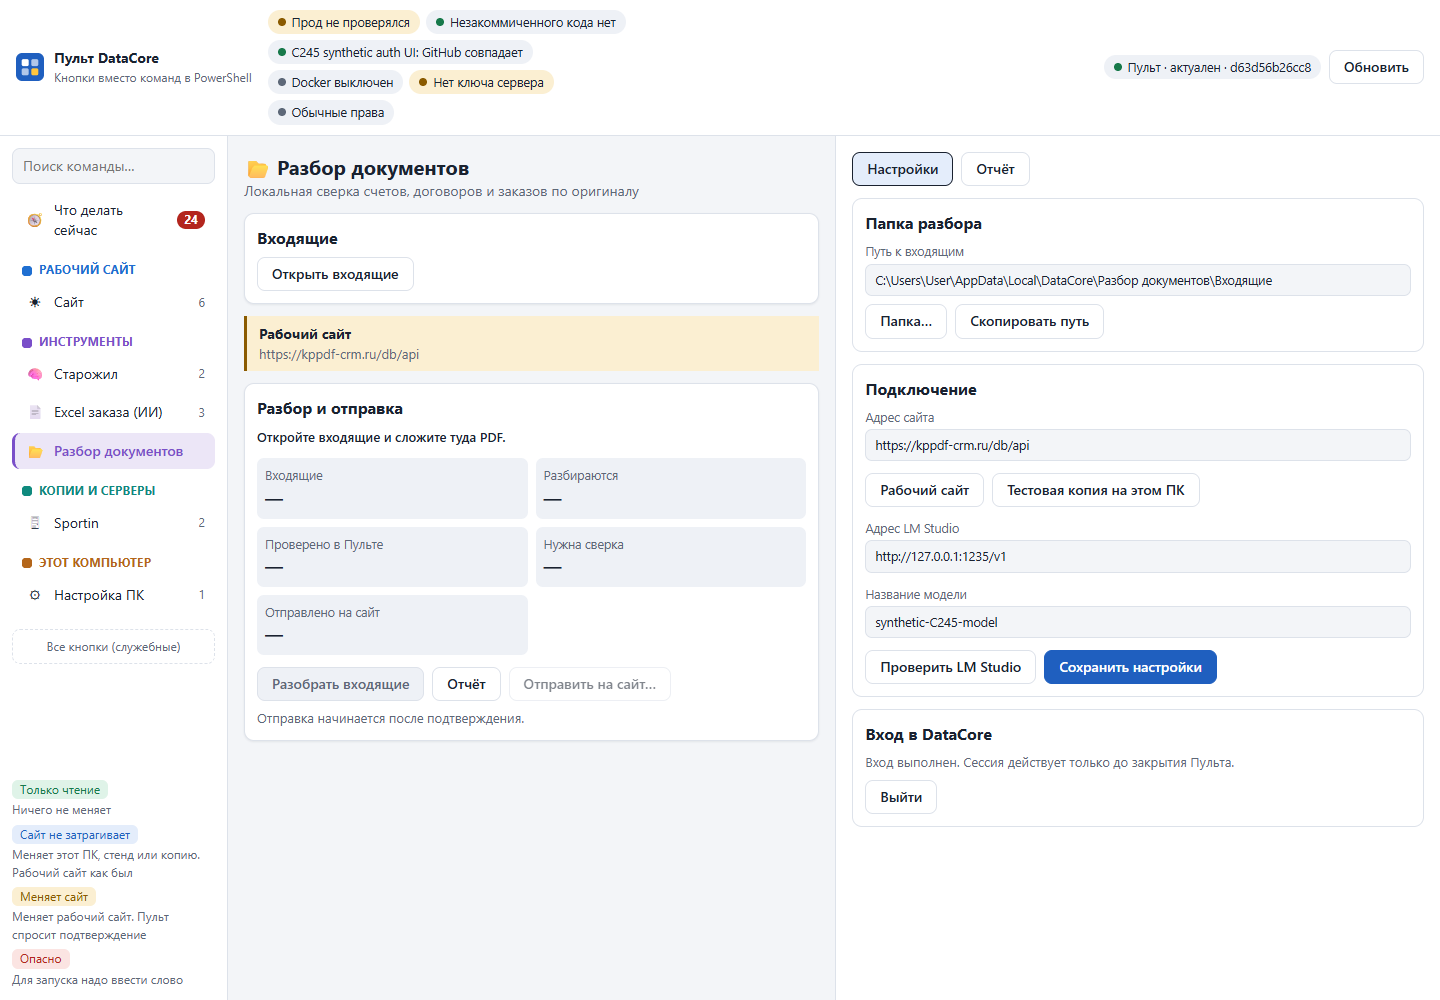 Пульт DataCore
Кнопки вместо команд в PowerShell
Прод не проверялся
Незакоммиченного кода нет
C245 synthetic auth UI: GitHub совпадает
Docker выключен
Нет ключа сервера
Обычные права
Пульт · актуален · d63d56b26cc8
Обновить
Поиск команды...
Что делать
сейчас
24
РАБОЧИЙ САЙТ
Сайт
6
ИНСТРУМЕНТЫ
Старожил
2
Excel заказа (ИИ)
3
Разбор документов
КОПИИ И СЕРВЕРЫ
Sportin
2
ЭТОТ КОМПЬЮТЕР
Настройка ПК
1
Все кнопки (служебные)
Только чтение
Ничего не меняет
Сайт не затрагивает
Меняет этот ПК, стенд или копию.
Рабочий сайт как был
Меняет сайт
Меняет рабочий сайт. Пульт
спросит подтверждение
Опасно
Для запуска надо ввести слово
Разбор документов
Локальная сверка счетов, договоров и заказов по оригиналу
Входящие
Открыть входящие
Рабочий сайт
https://kppdf-crm.ru/db/api
Разбор и отправка
Откройте входящие и сложите туда PDF.
Входящие
—
Разбираются
—
Проверено в Пульте
—
Нужна сверка
—
Отправлено на сайт
—
Разобрать входящие
Отчёт
Отправить на сайт...
Отправка начинается после подтверждения.
Настройки
Отчёт
Папка разбора
Путь к входящим
C:\Users\User\AppData\Local\DataCore\Разбор документов\Входящие
Папка...
Скопировать путь
Подключение
Адрес сайта
https://kppdf-crm.ru/db/api
Рабочий сайт
Тестовая копия на этом ПК
Адрес LM Studio
http://127.0.0.1:1235/v1
Название модели
synthetic-C245-model
Проверить LM Studio
Сохранить настройки
Вход в DataCore
Вход выполнен. Сессия действует только до закрытия Пульта.
Выйти